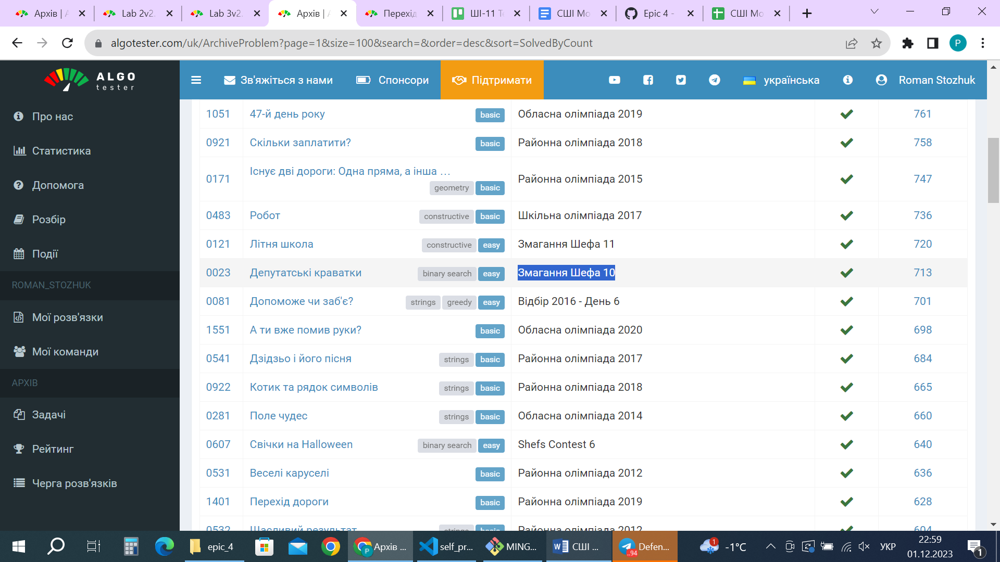 Архів | А
Lab 2v2.
Lab 3v2.
Архів | А
Перехід
ШІ-11 Те
СШІ Мо
Epic 4 -
СШІ Мо
algotester.com/uk/ArchiveProblem?page=1&size=100&search=&order=desc&sort=SolvedByCount
P
ALGO
tester
Зв'яжіться з нами
Спонсори
Підтримати
українська
Roman Stozhuk
Про нас
Статистика
Допомога
Розбір
Події
ROMAN_STOZHUK
Мої розв'язки
Мої команди
АРХІВ
Задачі
Рейтинг
Черга розв'язків
1051 47-й день року basic Обласна олімпіада 2019 761
0921 Скільки заплатити? basic Районна олімпіада 2018 758
0171 Існує дві дороги: Одна пряма, а інша … geometry basic Районна олімпіада 2015 747
0483 Робот constructive basic Шкільна олімпіада 2017 736
0121 Літня школа constructive easy Змагання Шефа 11 720
0023 Депутатські краватки binary search easy Змагання Шефа 10 713
0081 Допоможе чи заб'є? strings greedy easy Відбір 2016 - День 6 701
1551 А ти вже помив руки? basic Обласна олімпіада 2020 698
0541 Дзідзьо і його пісня strings basic Районна олімпіада 2017 684
0922 Котик та рядок символів strings basic Районна олімпіада 2018 665
0281 Поле чудес strings basic Обласна олімпіада 2014 660
0607 Свічки на Halloween binary search easy Shefs Contest 6 640
0531 Веселі каруселі basic Районна олімпіада 2012 636
1401 Перехід дороги basic Районна олімпіада 2019 628
0532 Щасливий результат strings basic Районна олімпіада 2012 604
epic_4
Архів ...
self_pr...
MING...
СШІ ...
..94
Defen...
1
-1°C
УКР
22:59
01.12.2023
1